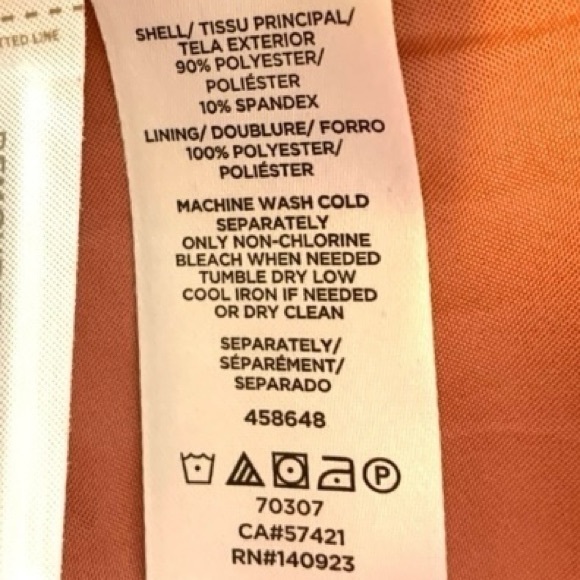 TTED LINE
SHELL/ TISSU PRINCIPAL/
TELA EXTERIOR
90% POLYESTER/
POLIÉSTER
10% SPANDEX
LINING/ DOUBLURE/ FORRO
100% POLYESTER/
POLIÉSTER
MACHINE WASH COLD
SEPARATELY
ONLY NON-CHLORINE
BLEACH WHEN NEEDED
TUMBLE DRY LOW
COOL IRON IF NEEDED
OR DRY CLEAN
SEPARATELY/
SÉPARÉMENT/
SEPARADO
458648
P
70307
CA#57421
RN#140923